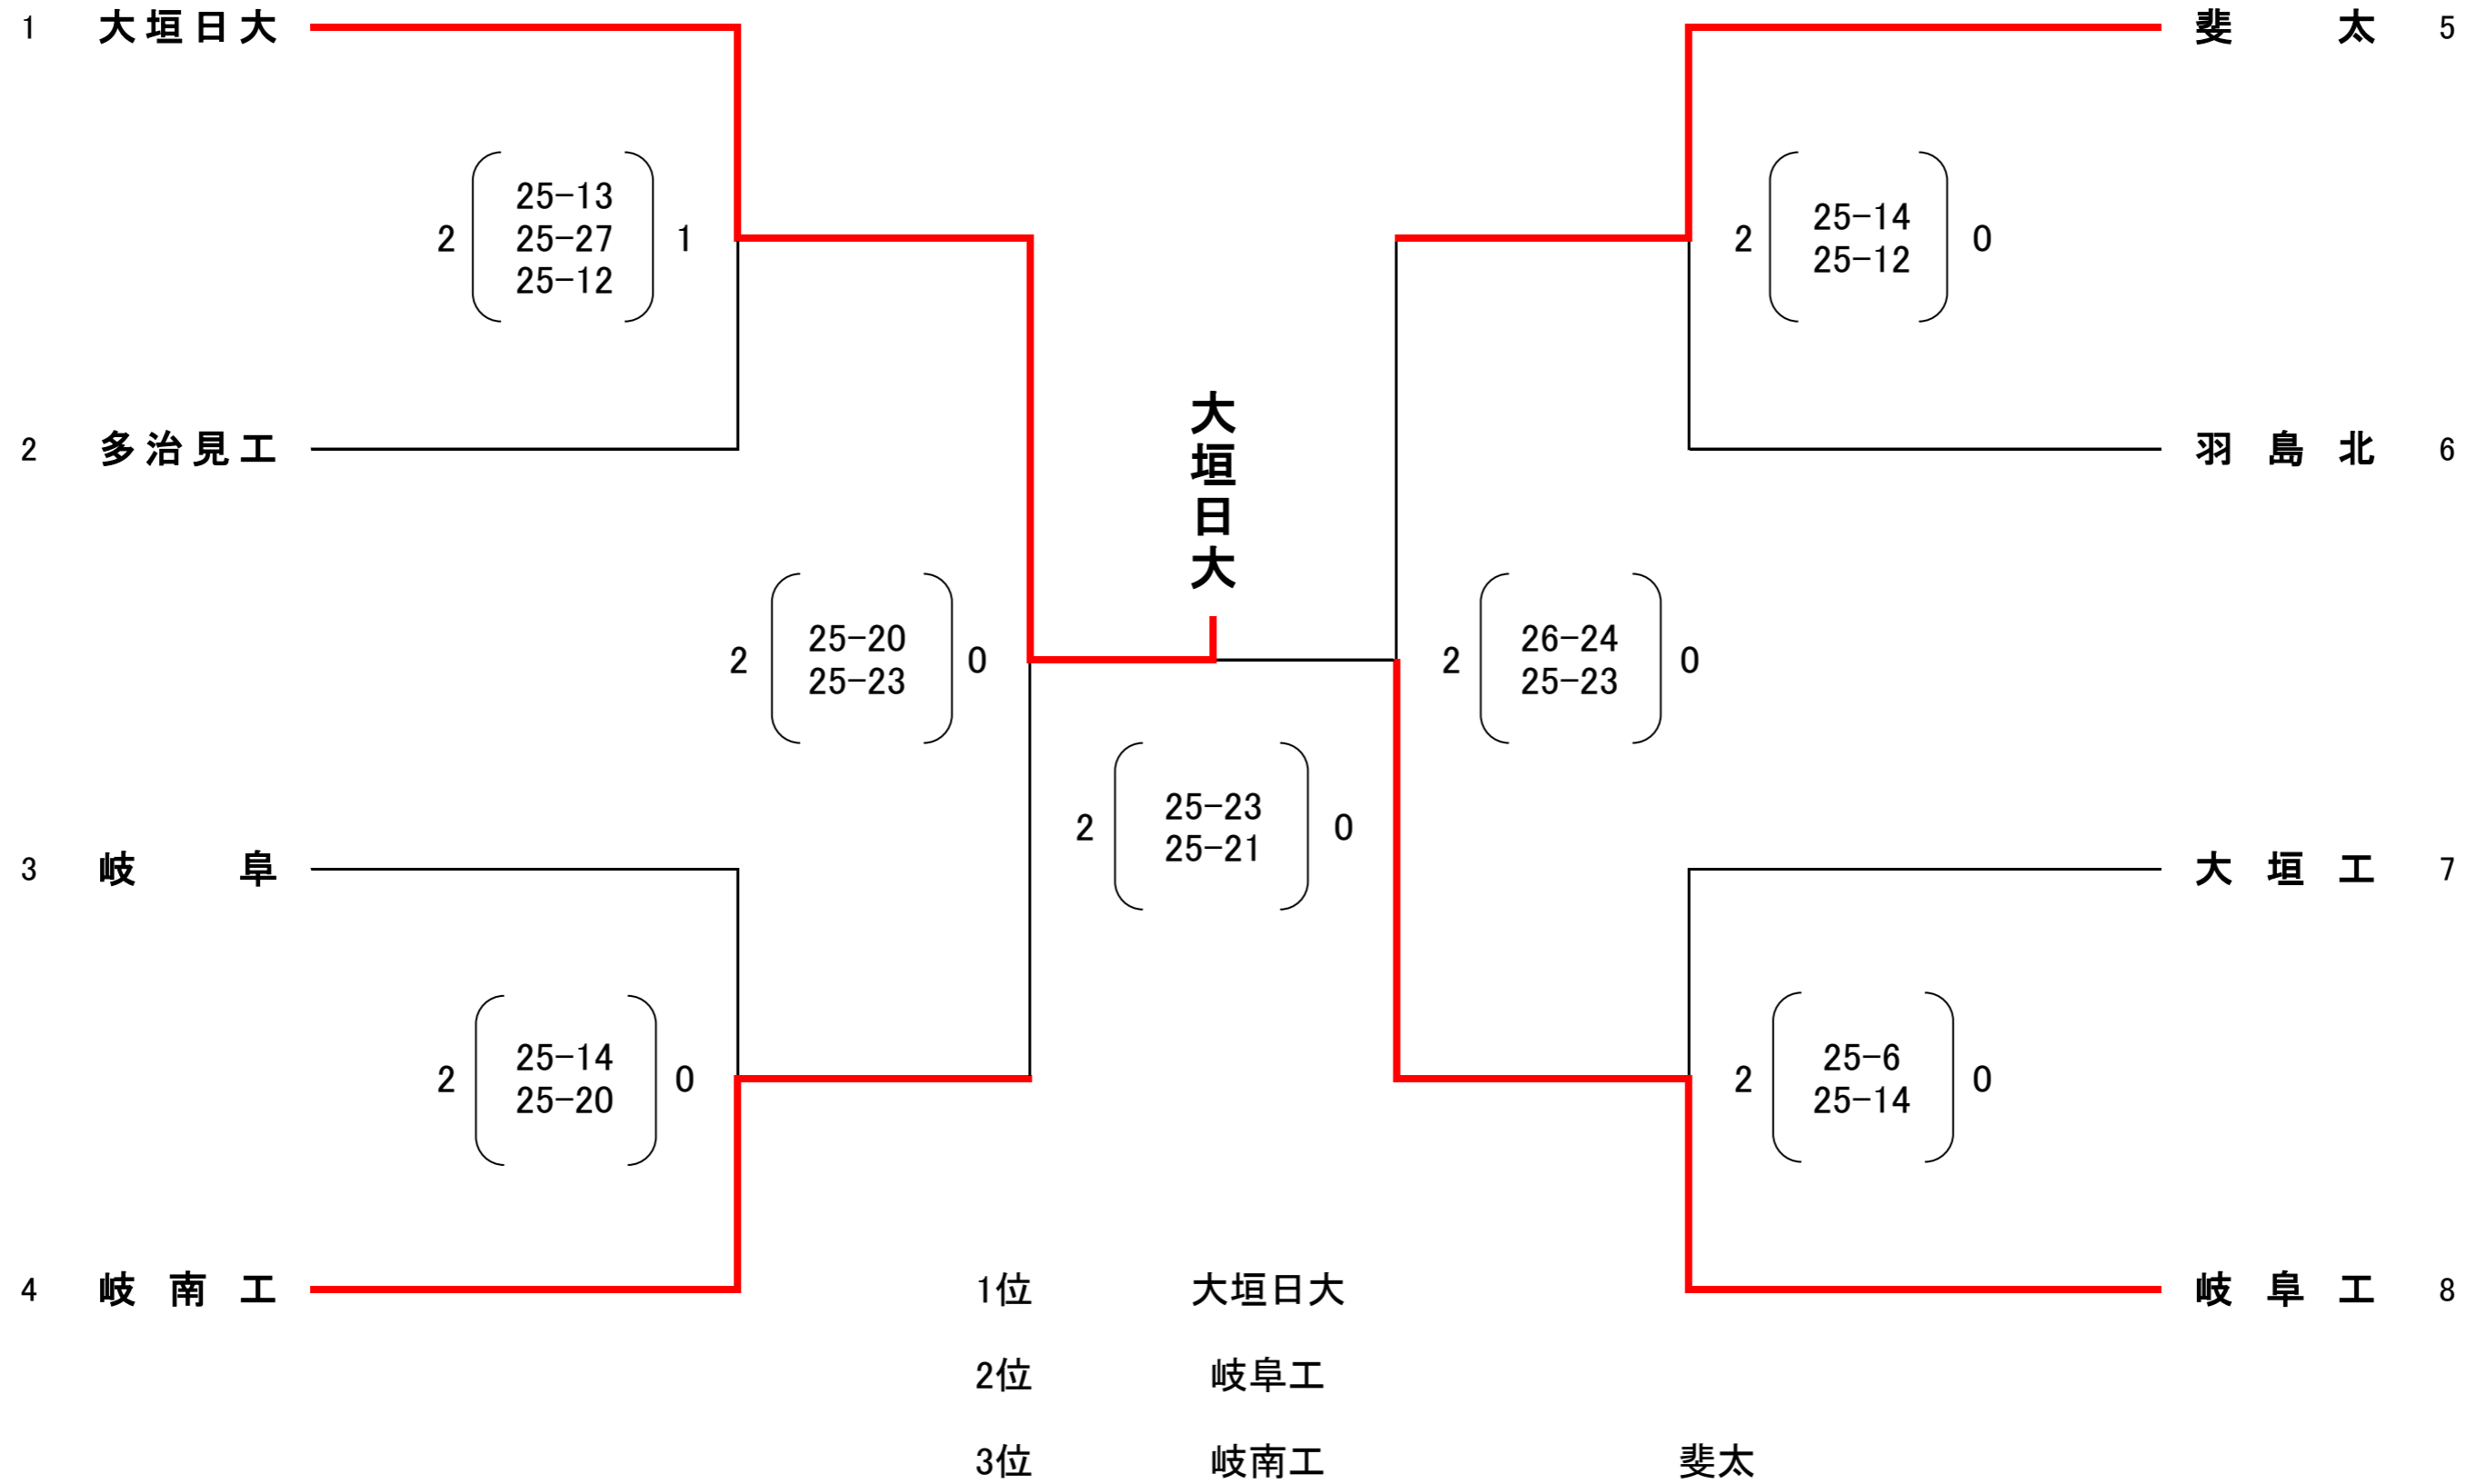 1 大垣日大
斐太 5
25-13
2 25-27 1
25-12
25-14
2 0
25-12
2 多治見工
羽島北 6
大垣日大
25-20
2 0
25-23
26-24
2 0
25-23
25-23
2 0
25-21
3 岐阜
大垣工 7
25-14
2 0
25-20
25-6
2 0
25-14
4 岐南工
岐阜工 8
1位 大垣日大
2位 岐阜工
3位 岐南工 斐太